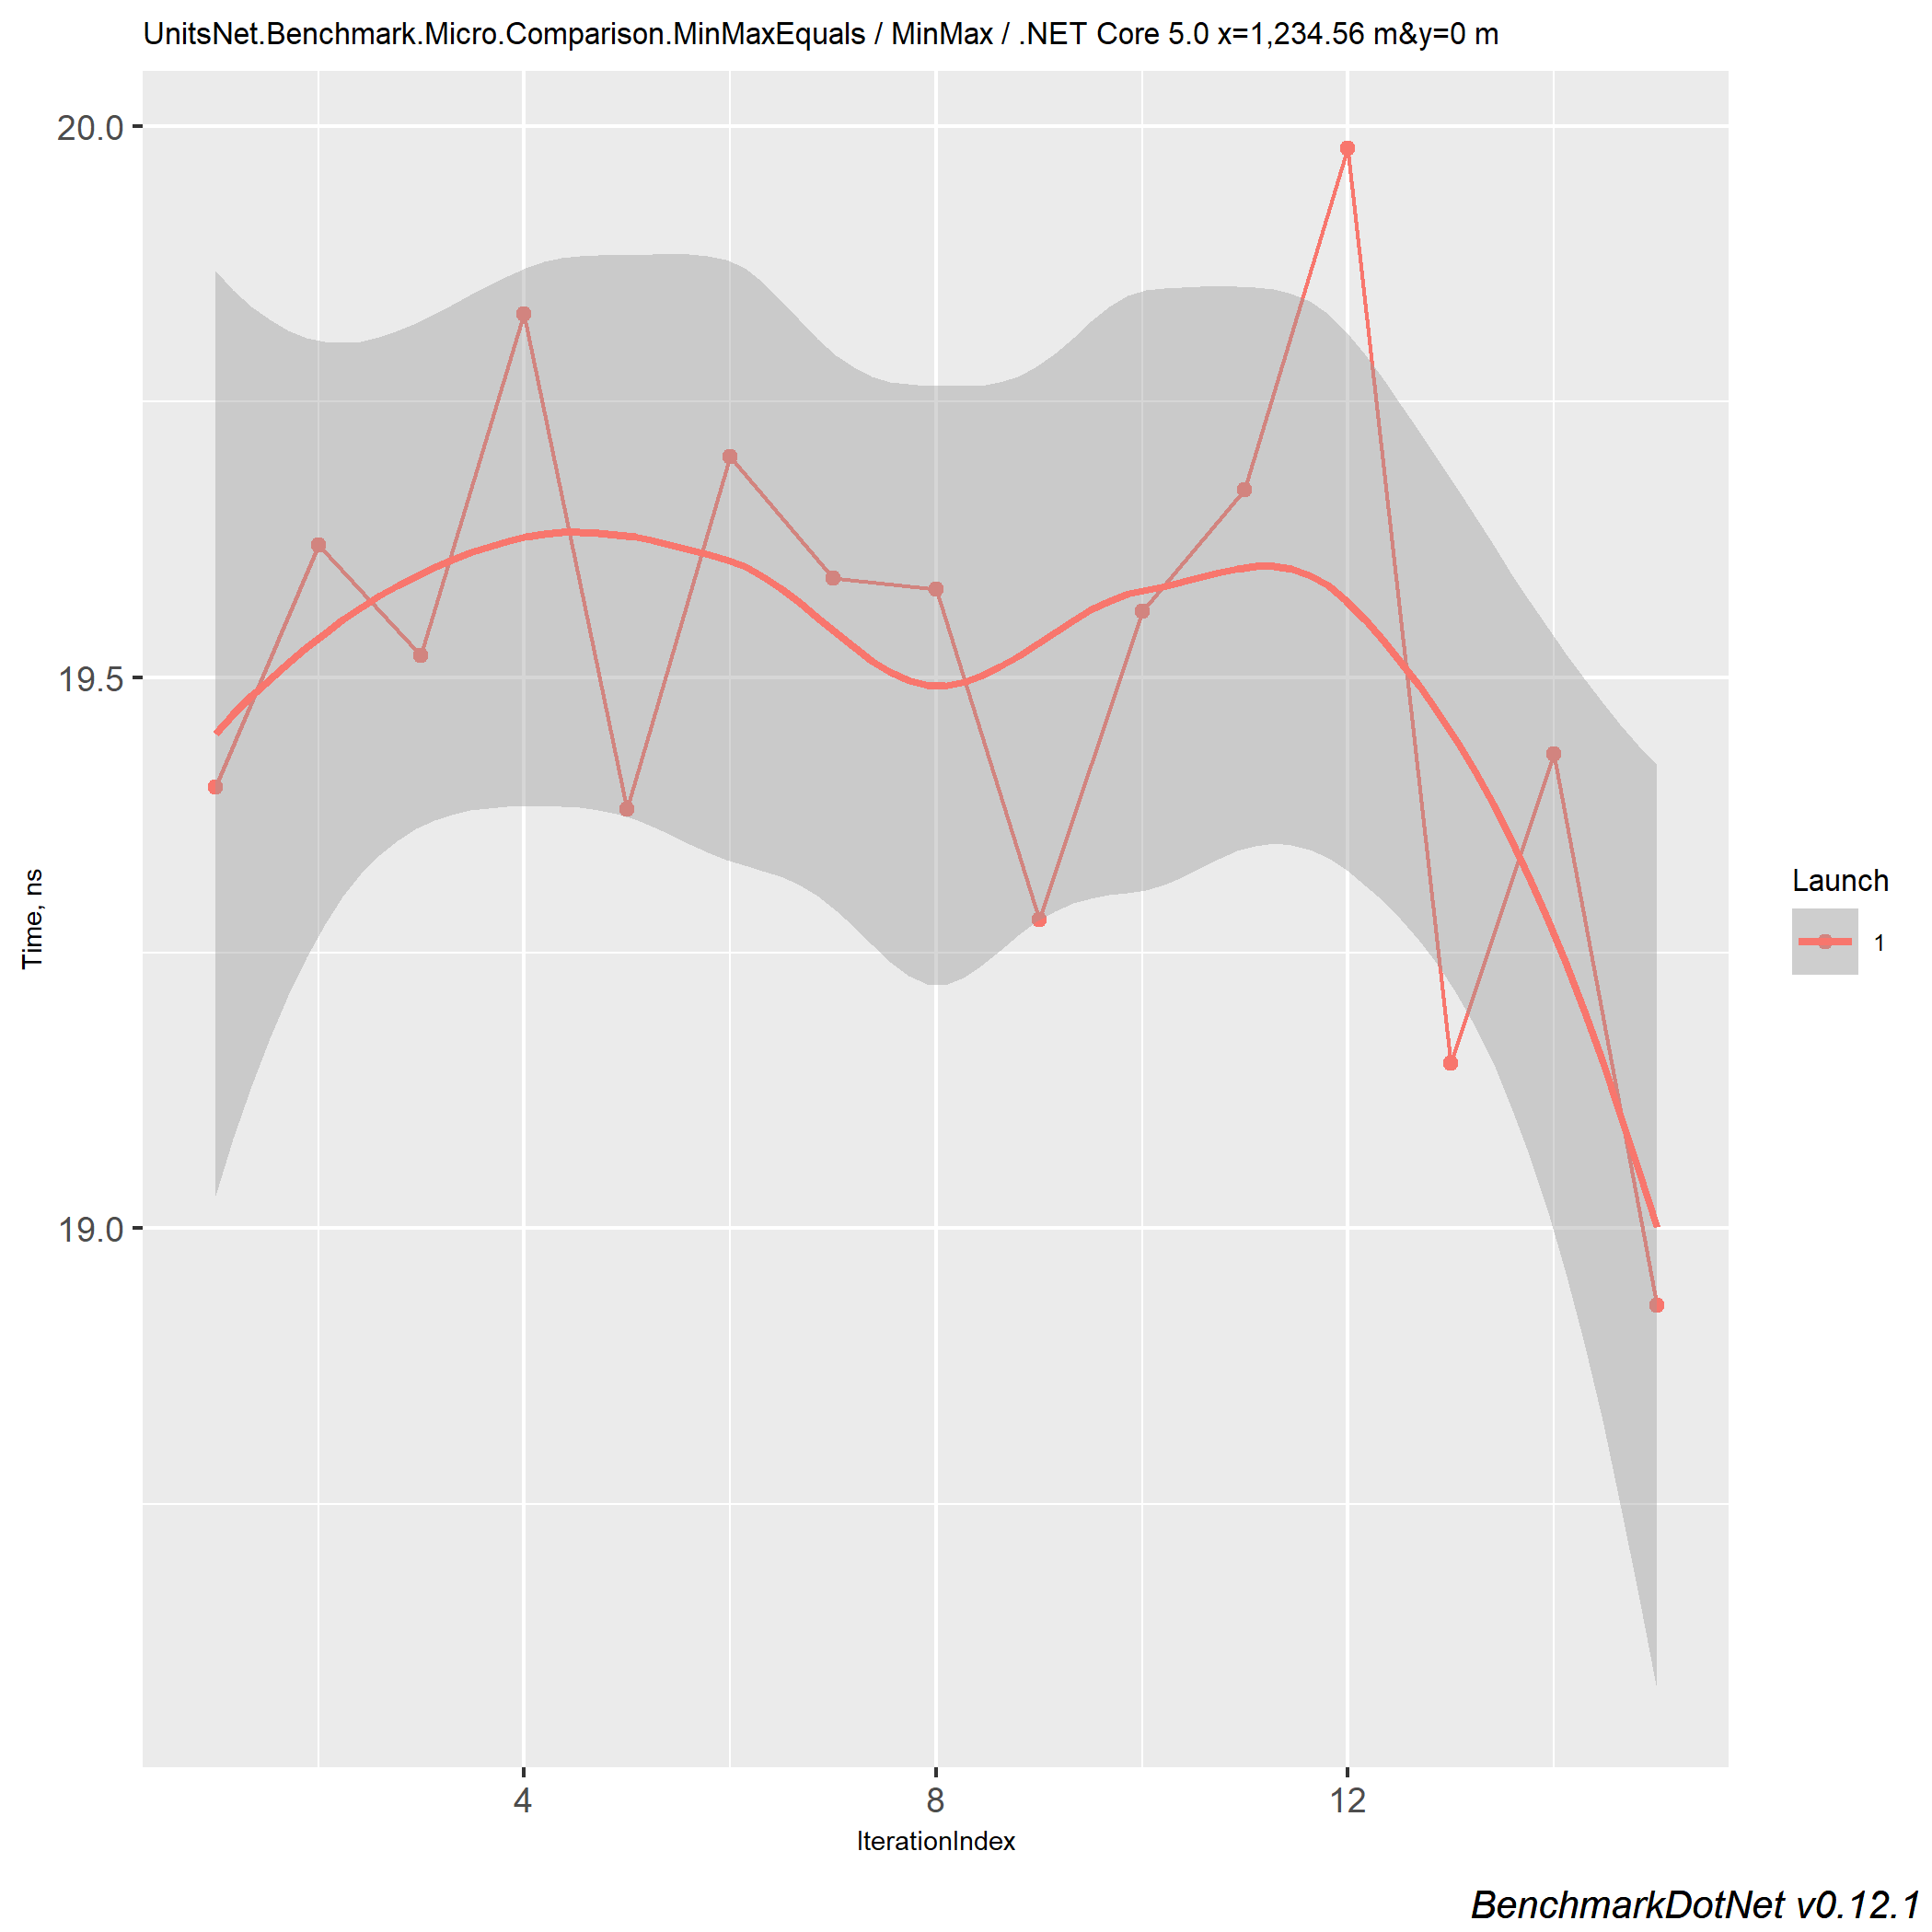 UnitsNet.Benchmark.Micro.Comparison.MinMaxEquals / MinMax / .NET Core 5.0 x=1,234.56 m&y=0 m
20.0
19.5
19.0
Time, ns
4
8
12
IterationIndex
Launch
1
BenchmarkDotNet v0.12.1